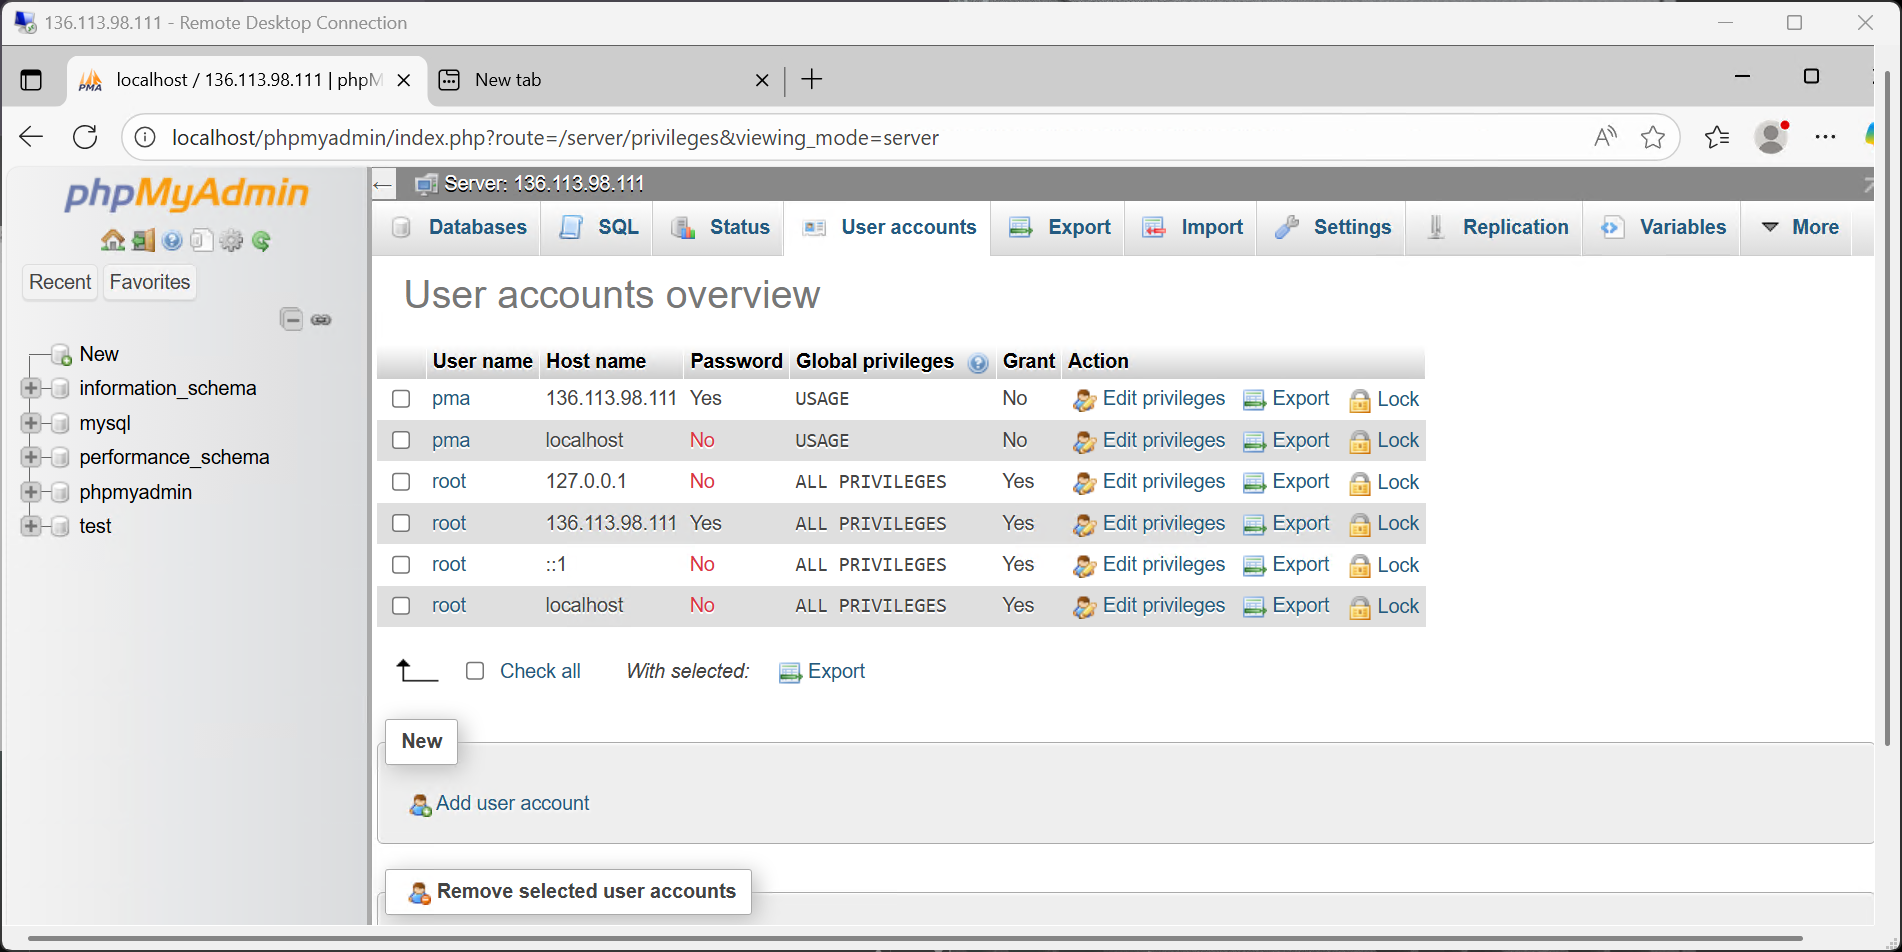 136.113.98.111 - Remote Desktop Connection
localhost / 136.113.98.111 | phpM
New tab
localhost/phpmyadmin/index.php?route=/server/privileges&viewing_mode=server
phpMyAdmin
Recent
Favorites
New
information_schema
mysql
performance_schema
phpmyadmin
test
Server: 136.113.98.111
Databases SQL Status User accounts Export Import Settings Replication Variables More
User accounts overview
User name Host name Password Global privileges Grant Action
pma 136.113.98.111 Yes USAGE No Edit privileges Export Lock
pma localhost No USAGE No Edit privileges Export Lock
root 127.0.0.1 No ALL PRIVILEGES Yes Edit privileges Export Lock
root 136.113.98.111 Yes ALL PRIVILEGES Yes Edit privileges Export Lock
root ::1 No ALL PRIVILEGES Yes Edit privileges Export Lock
root localhost No ALL PRIVILEGES Yes Edit privileges Export Lock
Check all With selected: Export
New
Add user account
Remove selected user accounts